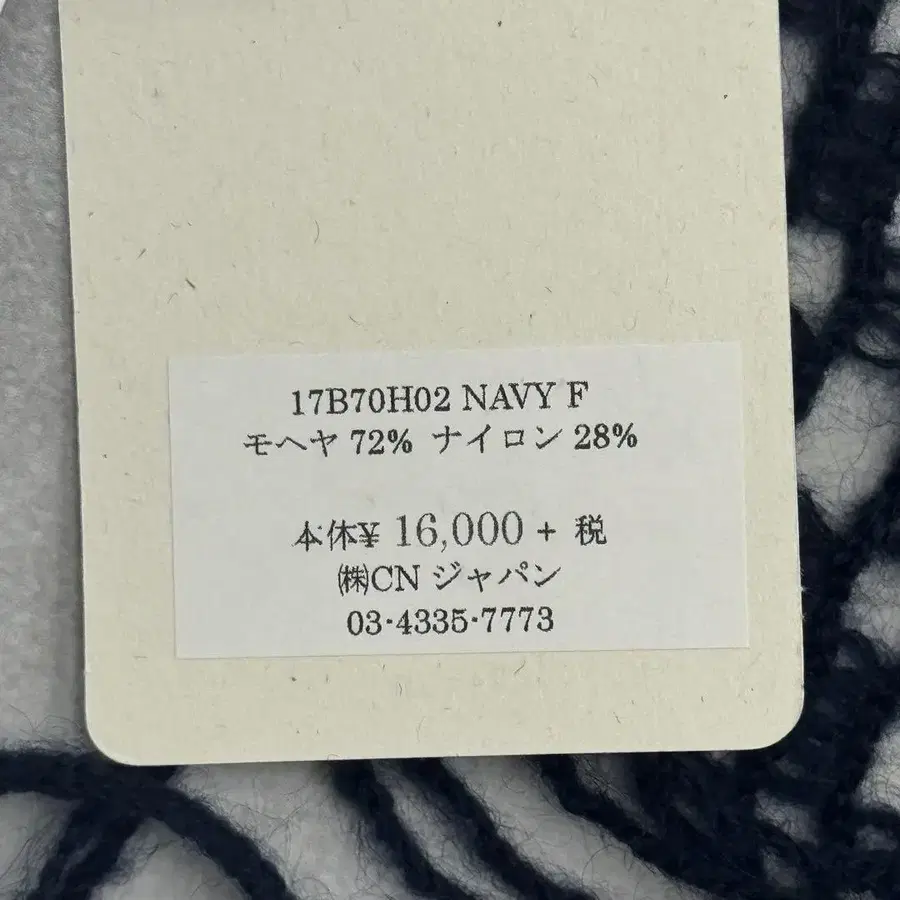 17B70H02 NAVY F
モヘヤ 72% ナイロン 28%
本体¥ 16,000 + 税
㈱CN ジャパン
03·4335·7773